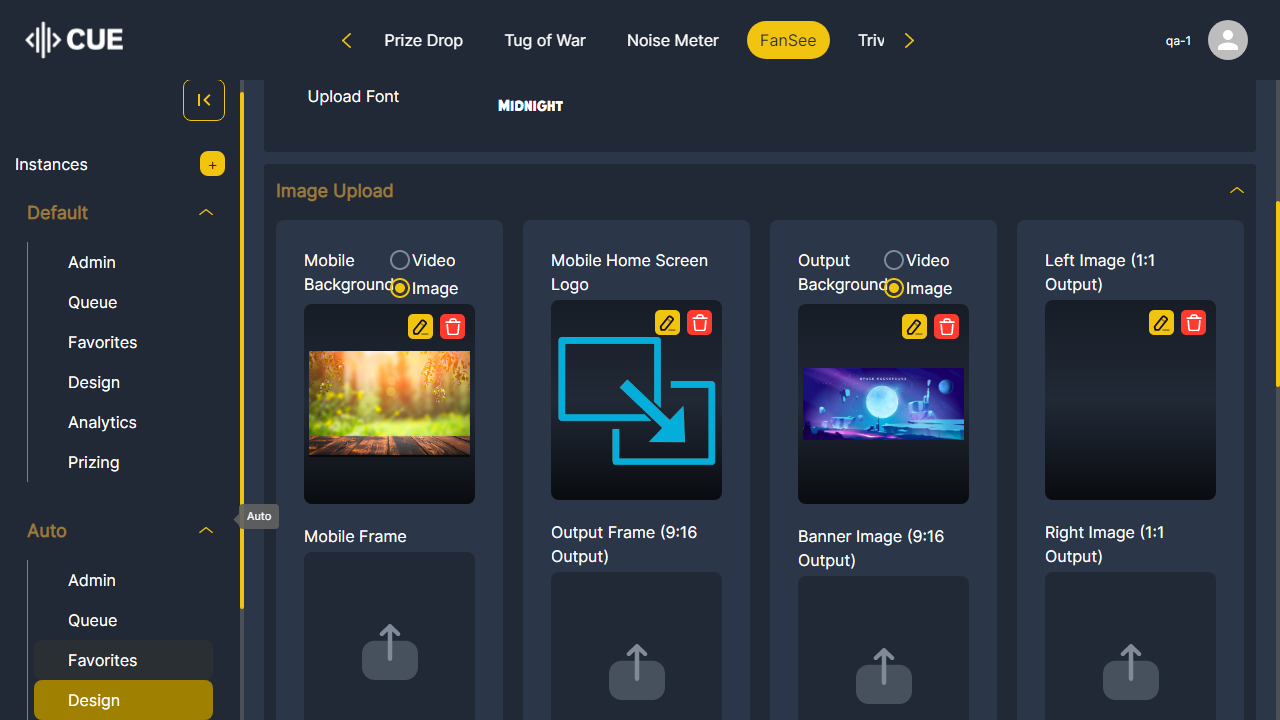 CUE
Prize Drop
Tug of War
Noise Meter
FanSee
Triv
qa-1
Instances
+
Default
Admin
Queue
Favorites
Design
Analytics
Prizing
Auto
Auto
Admin
Queue
Favorites
Design
Upload Font
MIDNIGHT
Image Upload
Mobile
Background
Video
Image
Mobile Home Screen
Logo
Output
Background
Video
Image
SPACE BACKGROUND
Left Image (1:1
Output)
Mobile Frame
Output Frame (9:16
Output)
Banner Image (9:16
Output)
Right Image (1:1
Output)